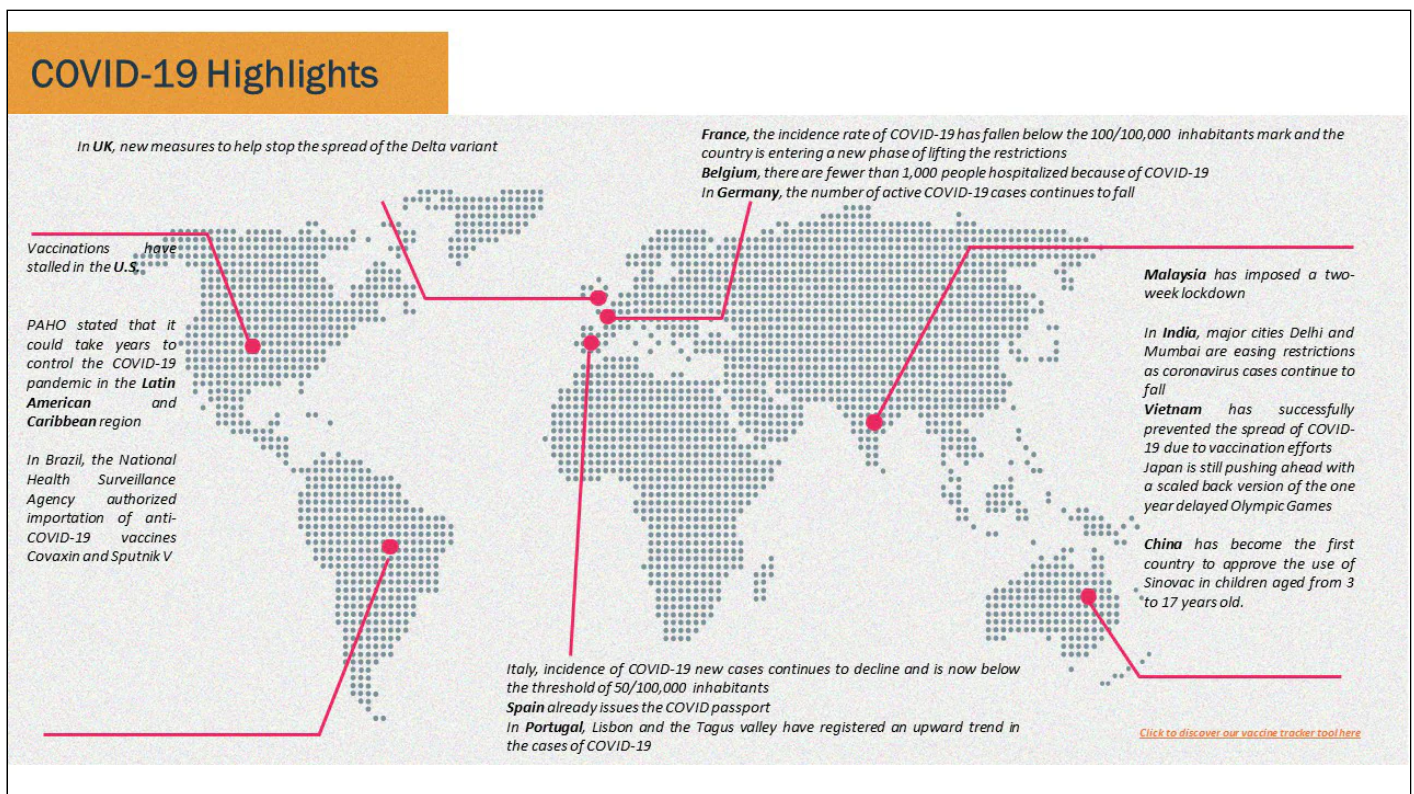 COVID-19 Highlights
In UK, new measures to help stop the spread of the Delta variant
France, the incidence rate of COVID-19 has fallen below the 100/100,000 inhabitants mark and the
country is entering a new phase of lifting the restrictions
Belgium, there are fewer than 1,000 people hospitalized because of COVID-19
In Germany, the number of active COVID-19 cases continues to fall
Vaccinations have
stalled in the U.S.
PAHO stated that it
could take years to
control the COVID-19
pandemic in the Latin
American and
Caribbean region
In Brazil, the National
Health Surveillance
Agency authorized
importation of anti-
COVID-19 vaccines
Covaxin and Sputnik V
Malaysia has imposed a two-
week lockdown
In India, major cities Delhi and
Mumbai are easing restrictions
as coronavirus cases continue to
fall
Vietnam has successfully
prevented the spread of COVID-
19 due to vaccination efforts
Japan is still pushing ahead with
a scaled back version of the one
year delayed Olympic Games
China has become the first
country to approve the use of
Sinovac in children aged from 3
to 17 years old.
Italy, incidence of COVID-19 new cases continues to decline and is now below
the threshold of 50/100,000 inhabitants
Spain already issues the COVID passport
In Portugal, Lisbon and the Tagus valley have registered an upward trend in
the cases of COVID-19
Click to discover our vaccine tracker tool here